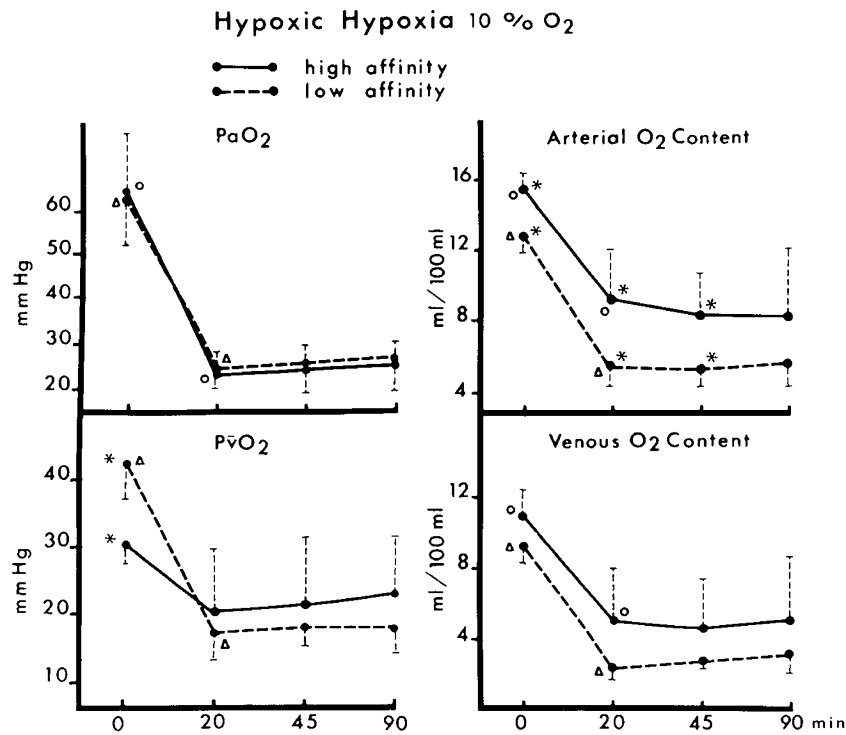 Hypoxic Hypoxia 10 % O2
high affinity
low affinity
PaO2
mm Hg
60
50
40
30
20
Arterial O2 Content
ml/100 ml
16
12
8
4
Pv̄O2
mm Hg
40
30
20
10
0 20 45 90
Venous O2 Content
ml/100 ml
12
8
4
0 20 45 90 min